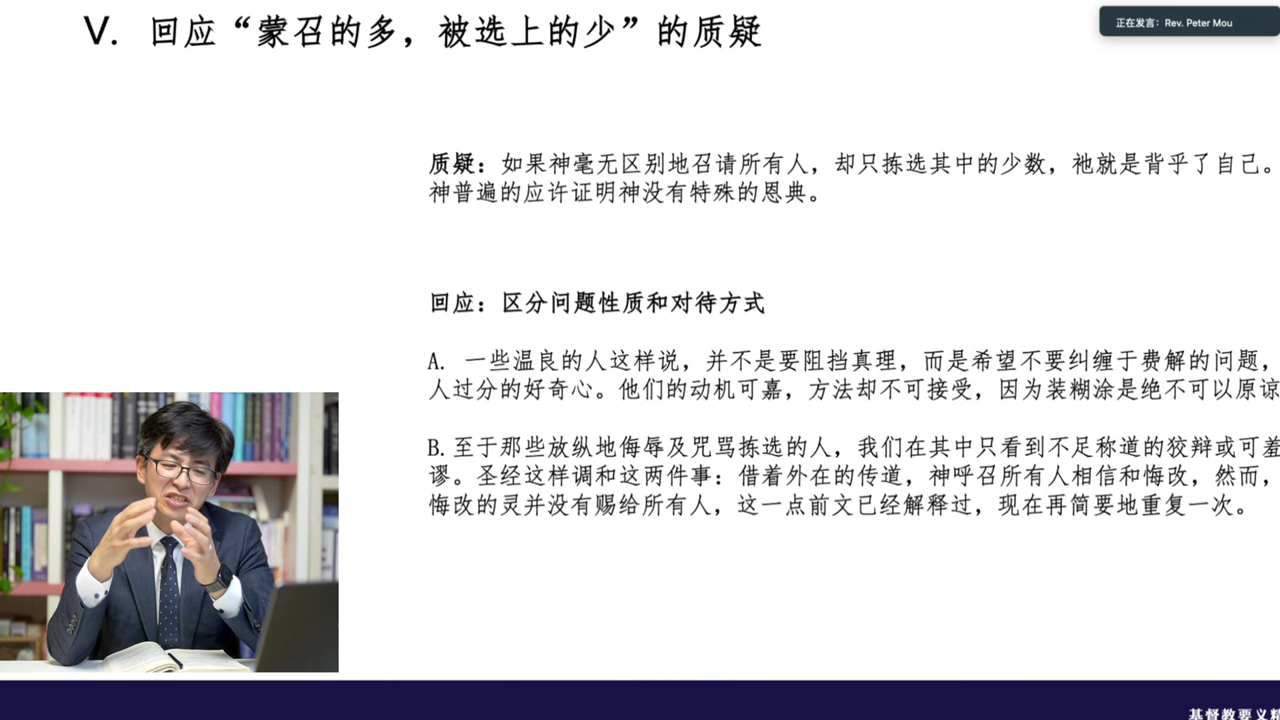 V. 回应“蒙召的多，被选上的少”的质疑
正在发言：Rev. Peter Mou
质疑：如果神毫无区别地召请所有人，却只拣选其中的少数，祂就是背乎了自己。
神普遍的应许证明神没有特殊的恩典。
回应：区分问题性质和对待方式
A. 一些温良的人这样说，并不是要阻挡真理，而是希望不要纠缠于费解的问题，
人过分的好奇心。他们的动机可嘉，方法却不可接受，因为装糊涂是绝不可以原谅
B.至于那些放纵地侮辱及咒骂拣选的人，我们在其中只看到不足称道的狡辩或可羞
谬。圣经这样调和这两件事：借着外在的传道，神呼召所有人相信和悔改，然而，
悔改的灵并没有赐给所有人，这一点前文已经解释过，现在再简要地重复一次。
基督教要义